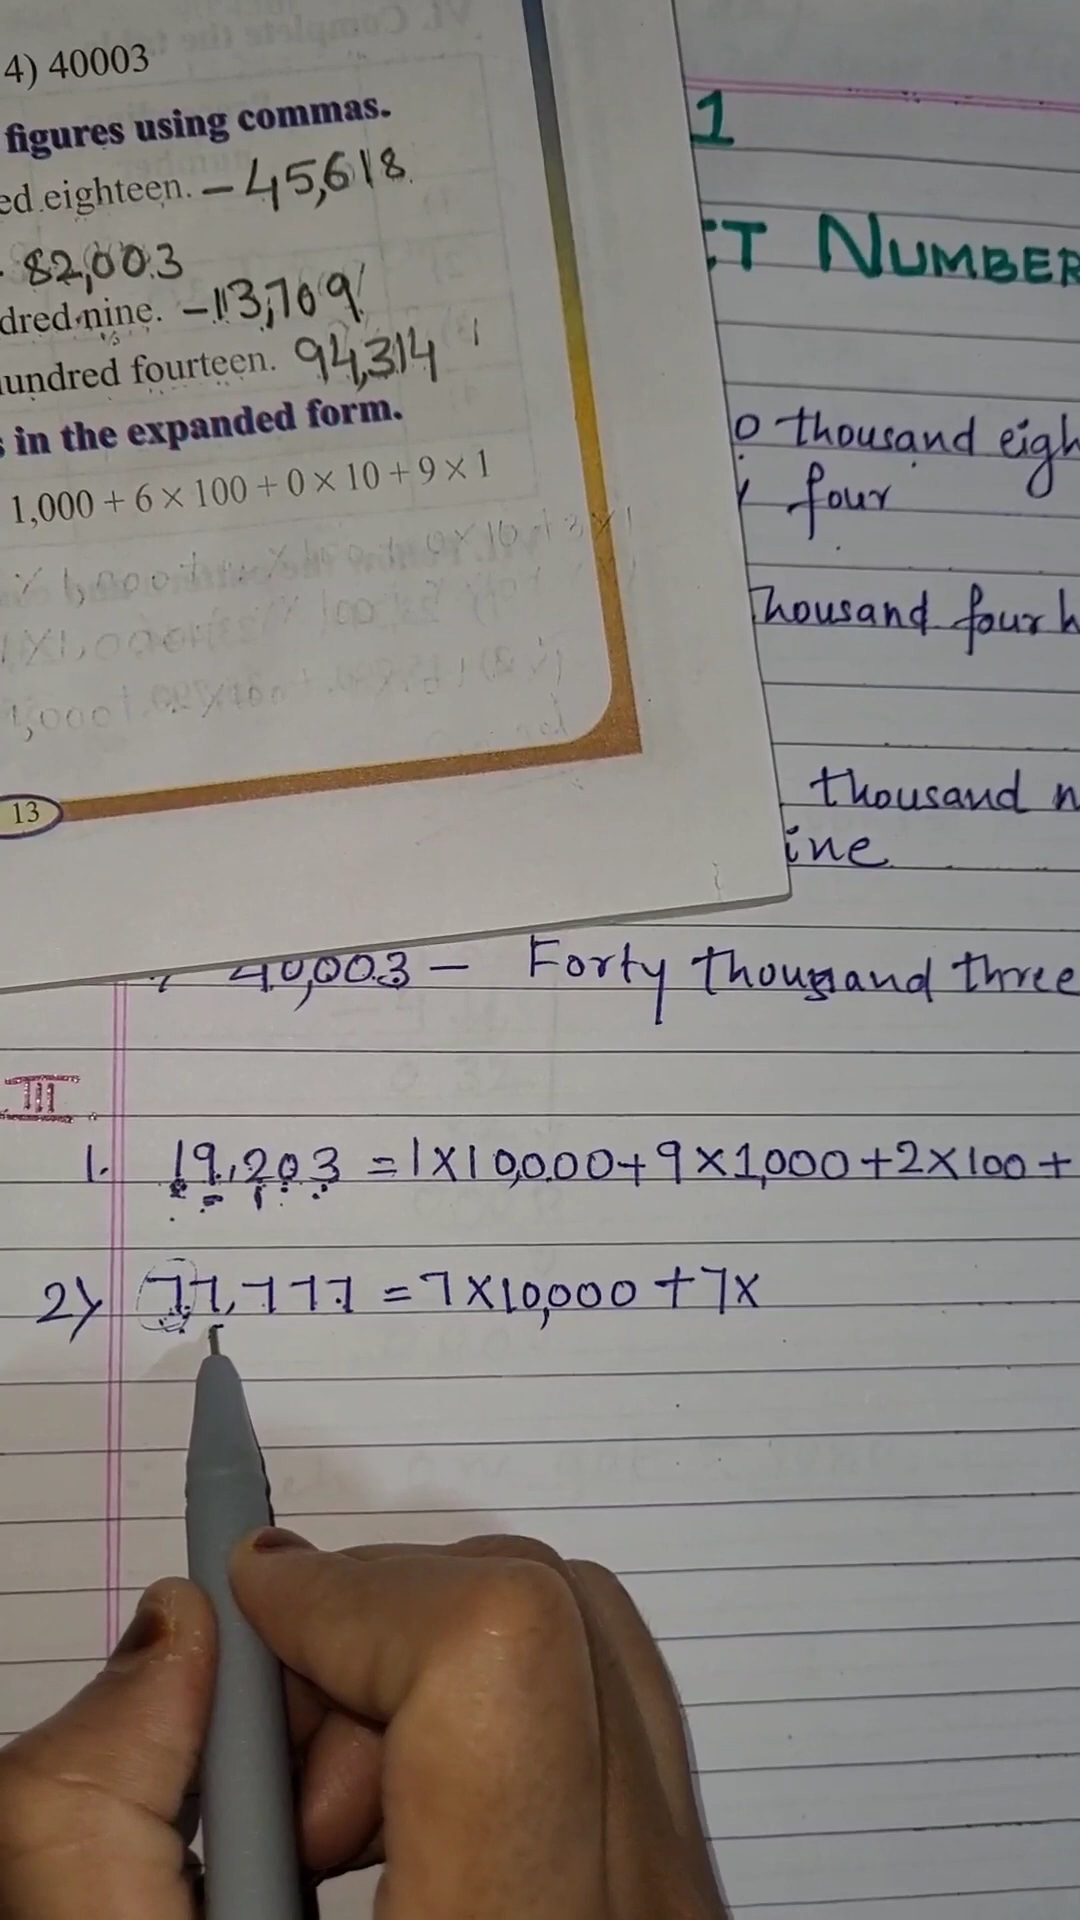 4) 40003
figures using commas.
ed eighteen. – 45,618
82,003
dred nine. – 13,709
hundred fourteen. 94,314
in the expanded form.
1,000 + 6 × 100 + 0 × 10 + 9 × 1
13
1
CT NUMBER
o thousand eigh
y four
Thousand four h
thousand n
ine
40,003 – Forty thousand three
III.
1. 19,203 = 1×10,000+9×1,000+2×100+
2) 77,777 = 7×10,000+7×